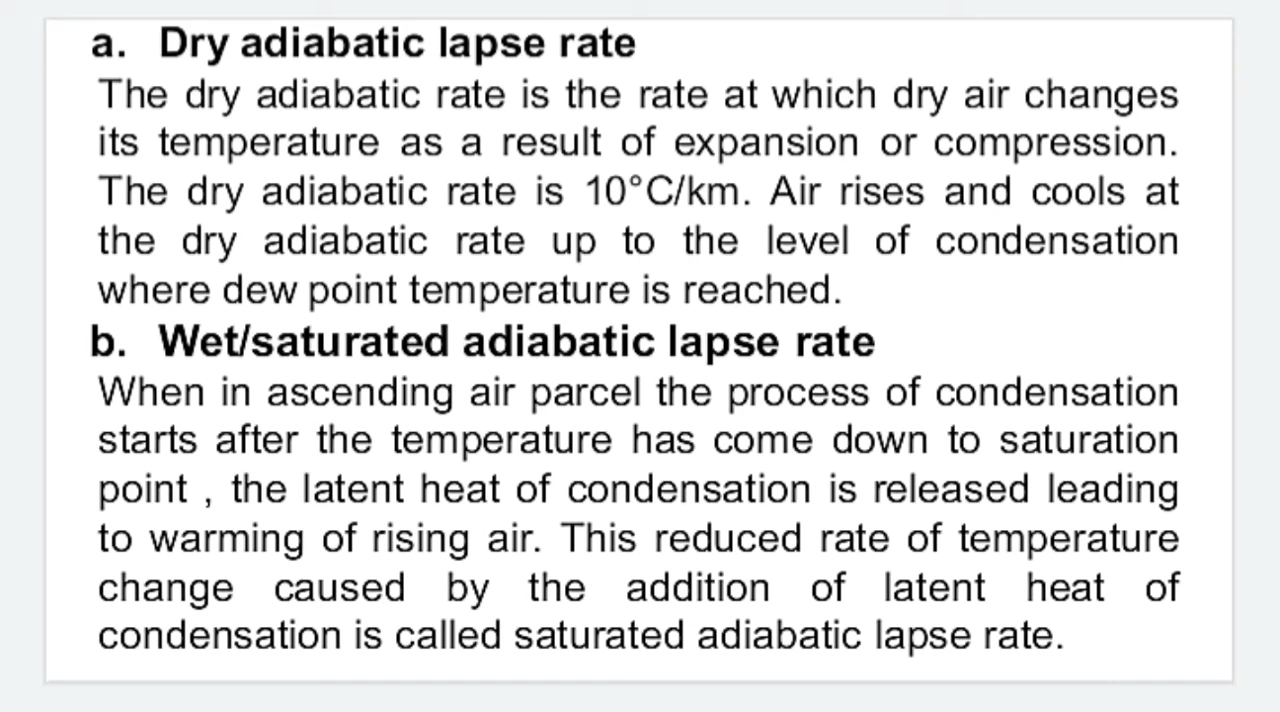 a. Dry adiabatic lapse rate
The dry adiabatic rate is the rate at which dry air changes
its temperature as a result of expansion or compression.
The dry adiabatic rate is 10°C/km. Air rises and cools at
the dry adiabatic rate up to the level of condensation
where dew point temperature is reached.
b. Wet/saturated adiabatic lapse rate
When in ascending air parcel the process of condensation
starts after the temperature has come down to saturation
point , the latent heat of condensation is released leading
to warming of rising air. This reduced rate of temperature
change caused by the addition of latent heat of
condensation is called saturated adiabatic lapse rate.